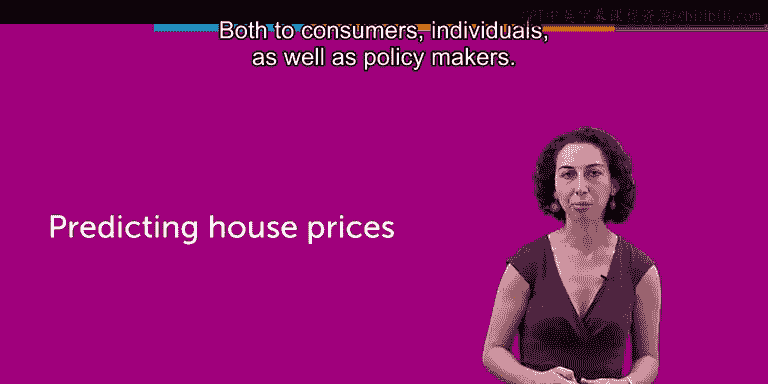 Both to consumers, individuals,
as well as policy makers.
Predicting house prices